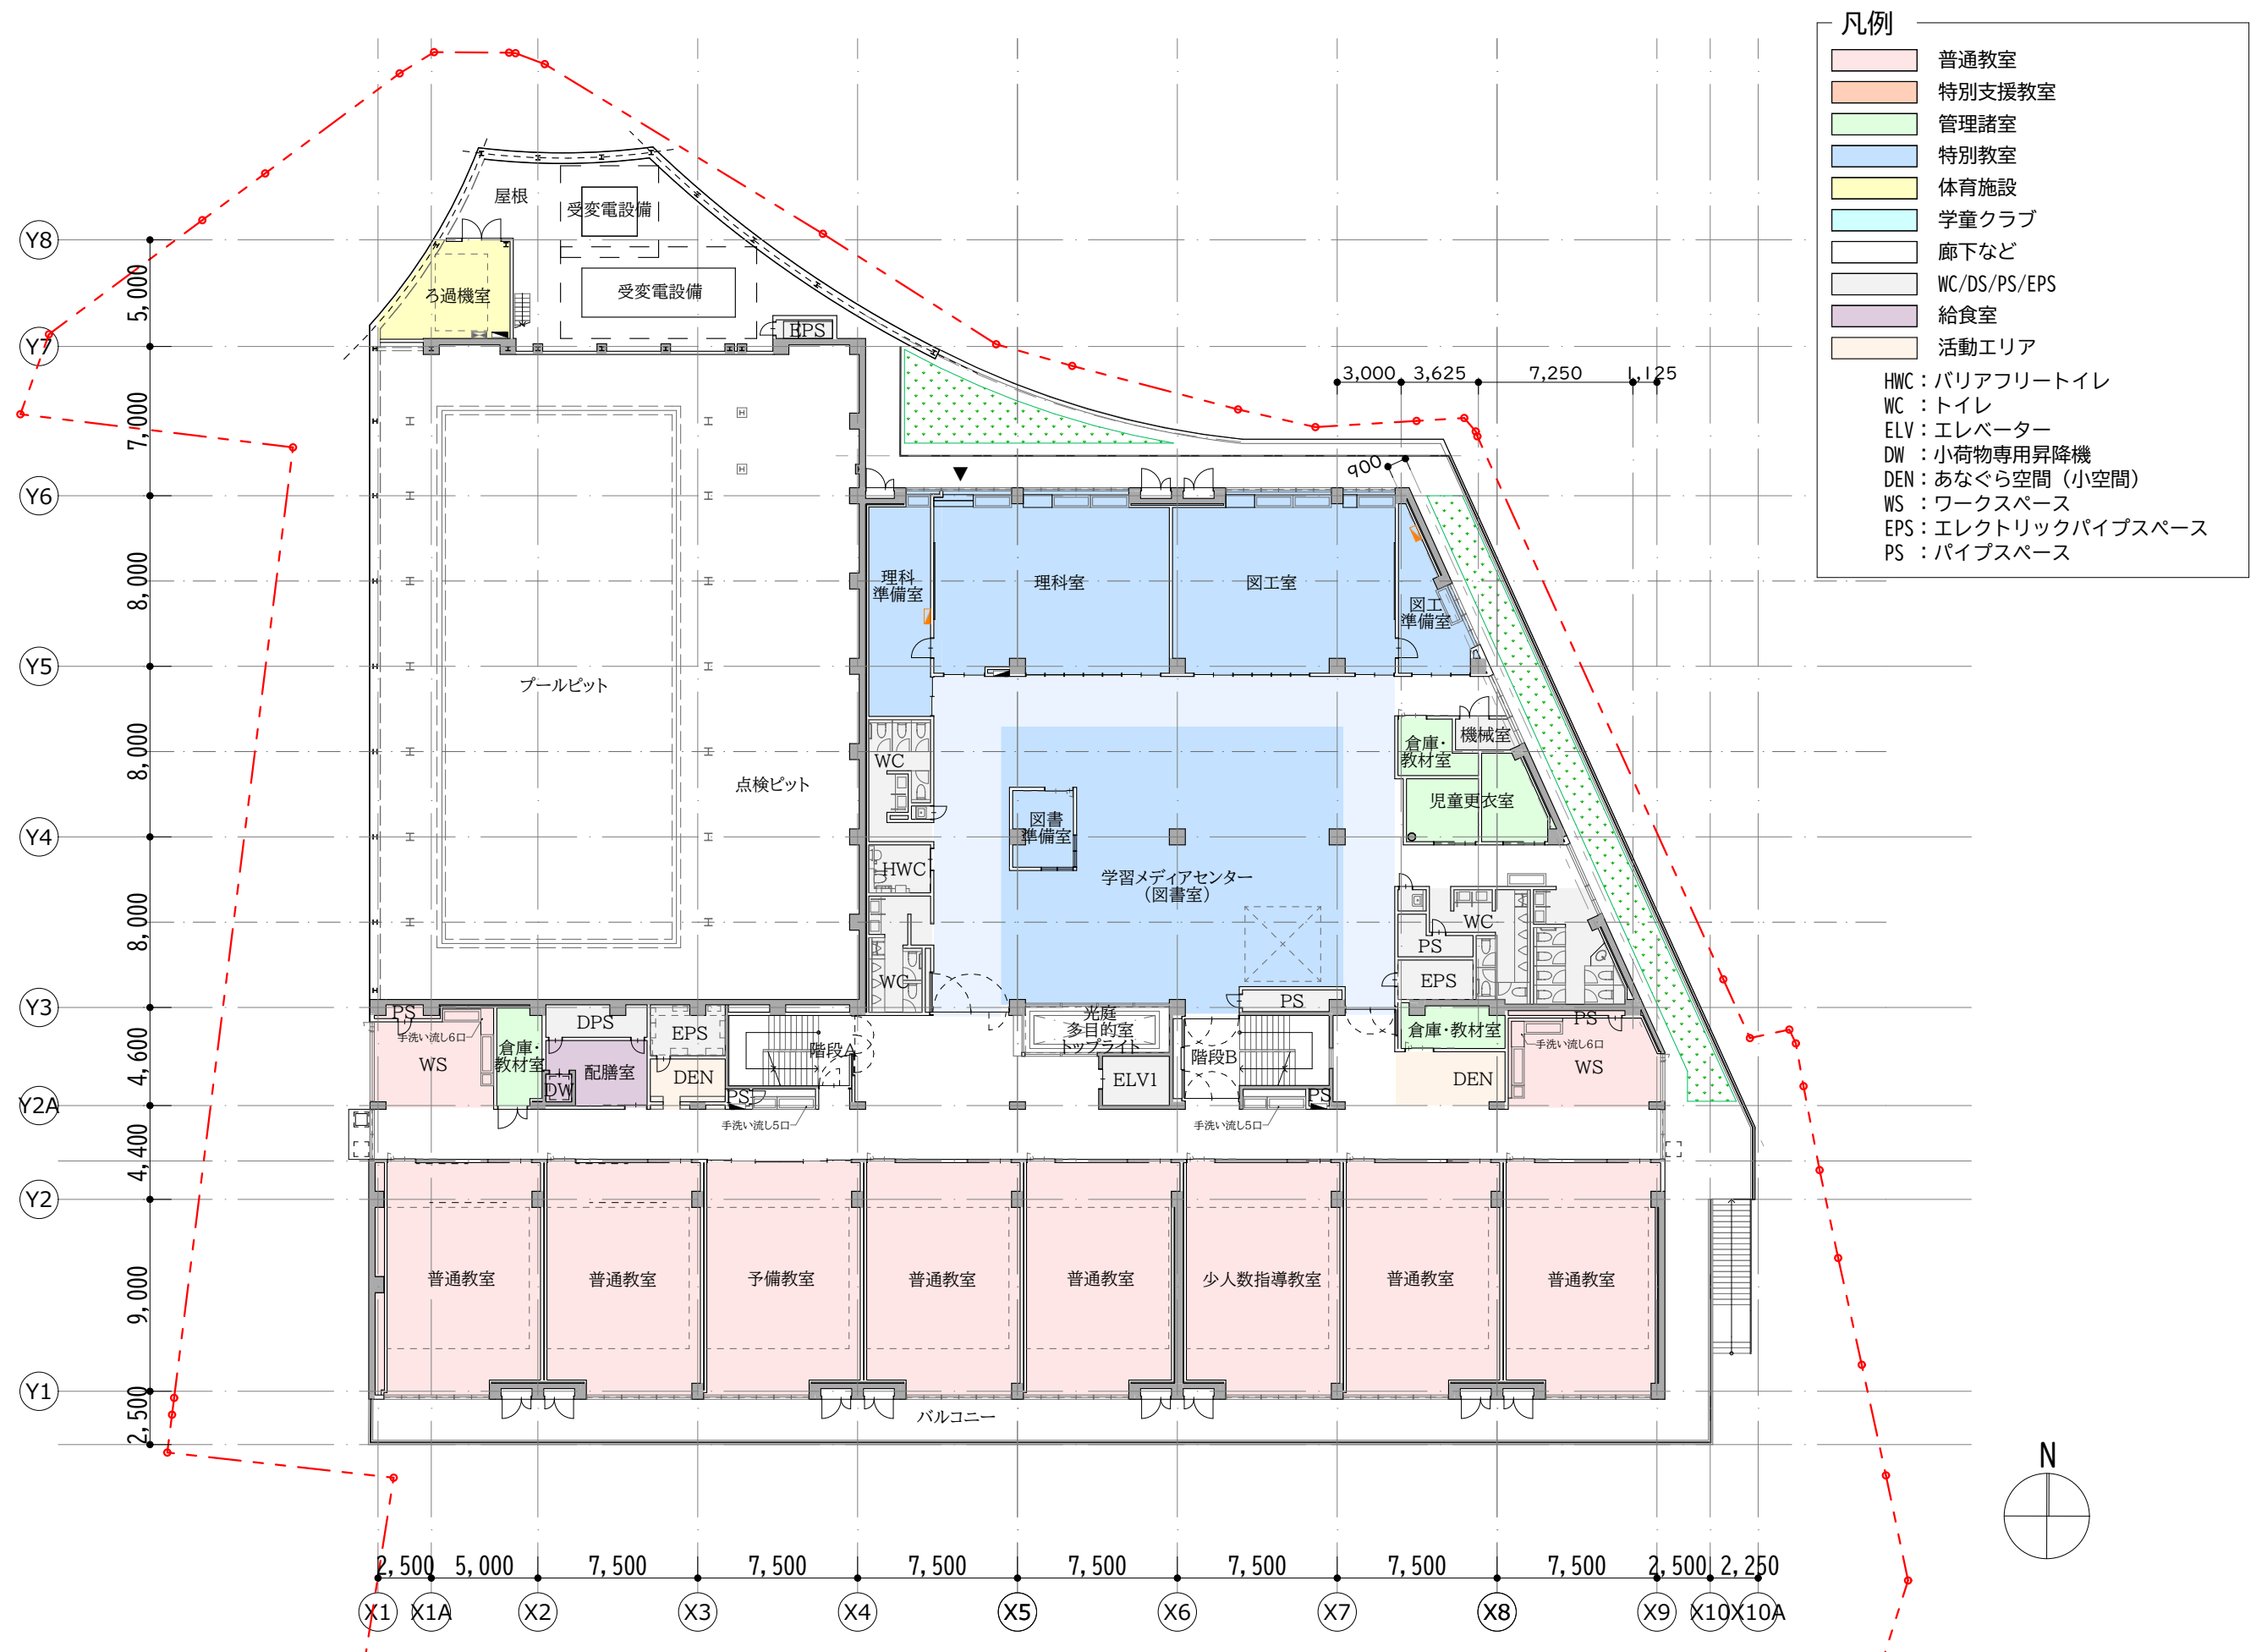 凡例
普通教室
特別支援教室
管理諸室
特別教室
体育施設
学童クラブ
廊下など
WC/DS/PS/EPS
給食室
活動エリア
HWC：バリアフリートイレ
WC ：トイレ
ELV：エレベーター
DW ：小荷物専用昇降機
DEN：あなぐら空間（小空間）
WS ：ワークスペース
EPS：エレクトリックパイプスペース
PS ：パイプスペース
屋根
受変電設備
Y8
ろ過機室
受変電設備
5,000
EPS
Y7
3,000 3,625 7,250 1,125
7,000
900
Y6
理科
準備室
理科室
図工室
図工
準備室
8,000
Y5
プールピット
機械室
倉庫・
教材室
WC
8,000
点検ピット
児童更衣室
図書
準備室
Y4
HWC
学習メディアセンター
（図書室）
8,000
WC
PS
WC
EPS
Y3
PS
PS
手洗い流し6口
WS
倉庫・
教材室
DPS
EPS
配膳室
DW
DEN
PS
階段A
光庭
多目的室
トップライト
ELV1
階段B
PS
倉庫・教材室
DEN
PS
手洗い流し6口
WS
4,600
Y2A
手洗い流し5口
手洗い流し5口
4,400
Y2
普通教室
普通教室
予備教室
普通教室
普通教室
少人数指導教室
普通教室
普通教室
9,000
Y1
2,500
バルコニー
N
2,500 5,000 7,500 7,500 7,500 7,500 7,500 7,500 7,500 2,500 2,250
X1 X1A X2 X3 X4 X5 X6 X7 X8 X9 X10 X10A